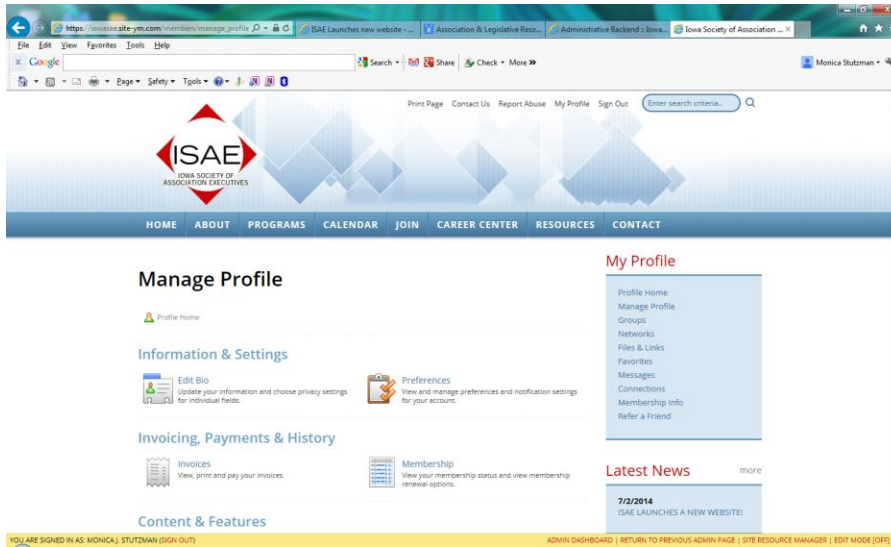 https://iowasae.site-ym.com/members/manage_profile
ISAE Launches new website - ...
Association & Legislative Reso...
Administrative Backend :: Iowa...
Iowa Society of Association ... ×
File Edit View Favorites Tools Help
× Google
Search
Share
Check
More »
Monica Stutzman
Page Safety Tools
Print Page Contact Us Report Abuse My Profile Sign Out
Enter search criteria...
ISAE
IOWA SOCIETY OF
ASSOCIATION EXECUTIVES
HOME ABOUT PROGRAMS CALENDAR JOIN CAREER CENTER RESOURCES CONTACT
Manage Profile
Profile Home
Information & Settings
Edit Bio
Update your information and choose privacy settings
for individual fields.
Preferences
View and manage preferences and notification settings
for your account.
Invoicing, Payments & History
Invoices
View, print and pay your invoices.
Membership
View your membership status and view membership
renewal options.
Content & Features
My Profile
Profile Home
Manage Profile
Groups
Networks
Files & Links
Favorites
Messages
Connections
Membership Info
Refer a Friend
Latest News more
7/2/2014
ISAE LAUNCHES A NEW WEBSITE!
YOU ARE SIGNED IN AS: MONICA J. STUTZMAN (SIGN OUT)
ADMIN DASHBOARD | RETURN TO PREVIOUS ADMIN PAGE | SITE RESOURCE MANAGER | EDIT MODE [OFF]